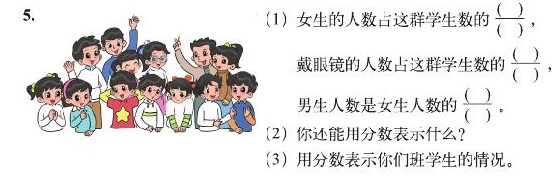 5.
(1) 女生的人数占这群学生数的( )/( ),
戴眼镜的人数占这群学生数的( )/( ),
男生人数是女生人数的( )/( )。
(2) 你还能用分数表示什么?
(3) 用分数表示你们班学生的情况。